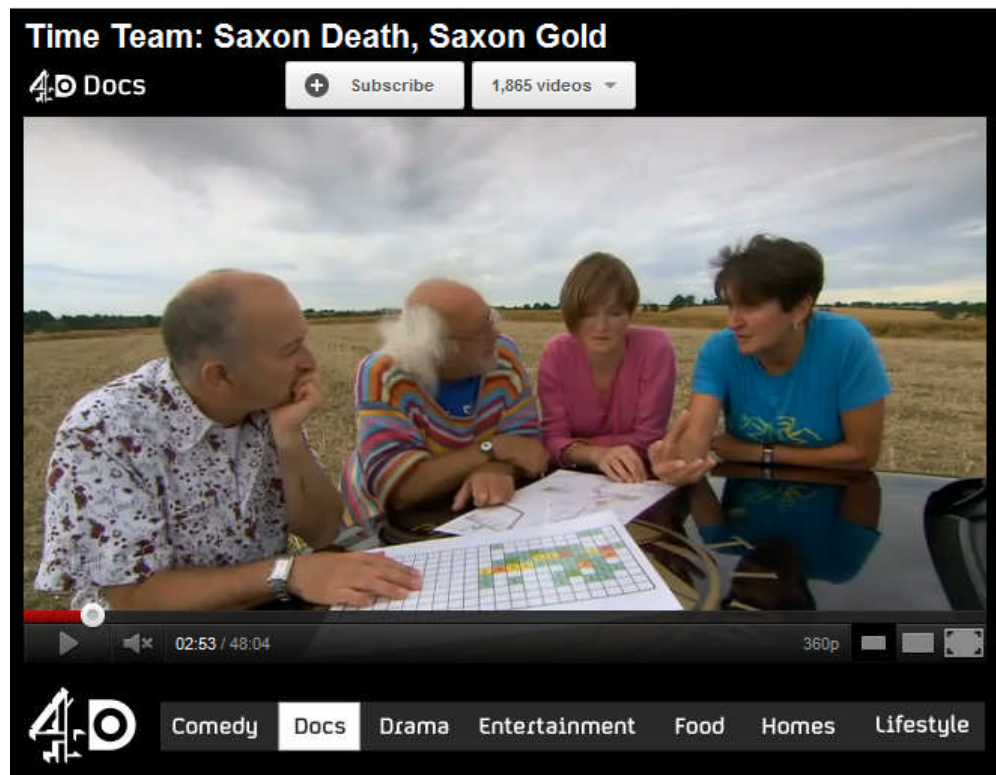 Time Team: Saxon Death, Saxon Gold
4oD Docs
Subscribe 1,865 videos
02:53 / 48:04 360p
4oD Comedy Docs Drama Entertainment Food Homes Lifestyle